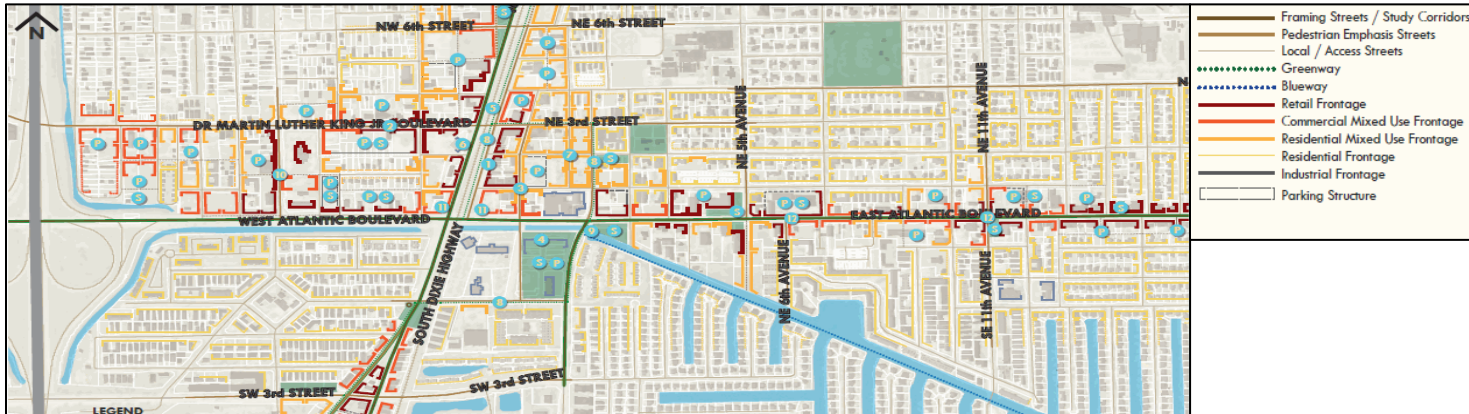 N
NW 6th STREET
NE 6th STREET
DR MARTIN LUTHER KING JR BOULEVARD
NE 3rd STREET
NE 5th AVENUE
NE 11th AVENUE
WEST ATLANTIC BOULEVARD
EAST ATLANTIC BOULEVARD
SOUTH DIXIE HIGHWAY
NE 6th AVENUE
SE 11th AVENUE
SW 3rd STREET
SW 3rd STREET
LEGEND
Framing Streets / Study Corridors
Pedestrian Emphasis Streets
Local / Access Streets
Greenway
Blueway
Retail Frontage
Commercial Mixed Use Frontage
Residential Mixed Use Frontage
Residential Frontage
Industrial Frontage
Parking Structure